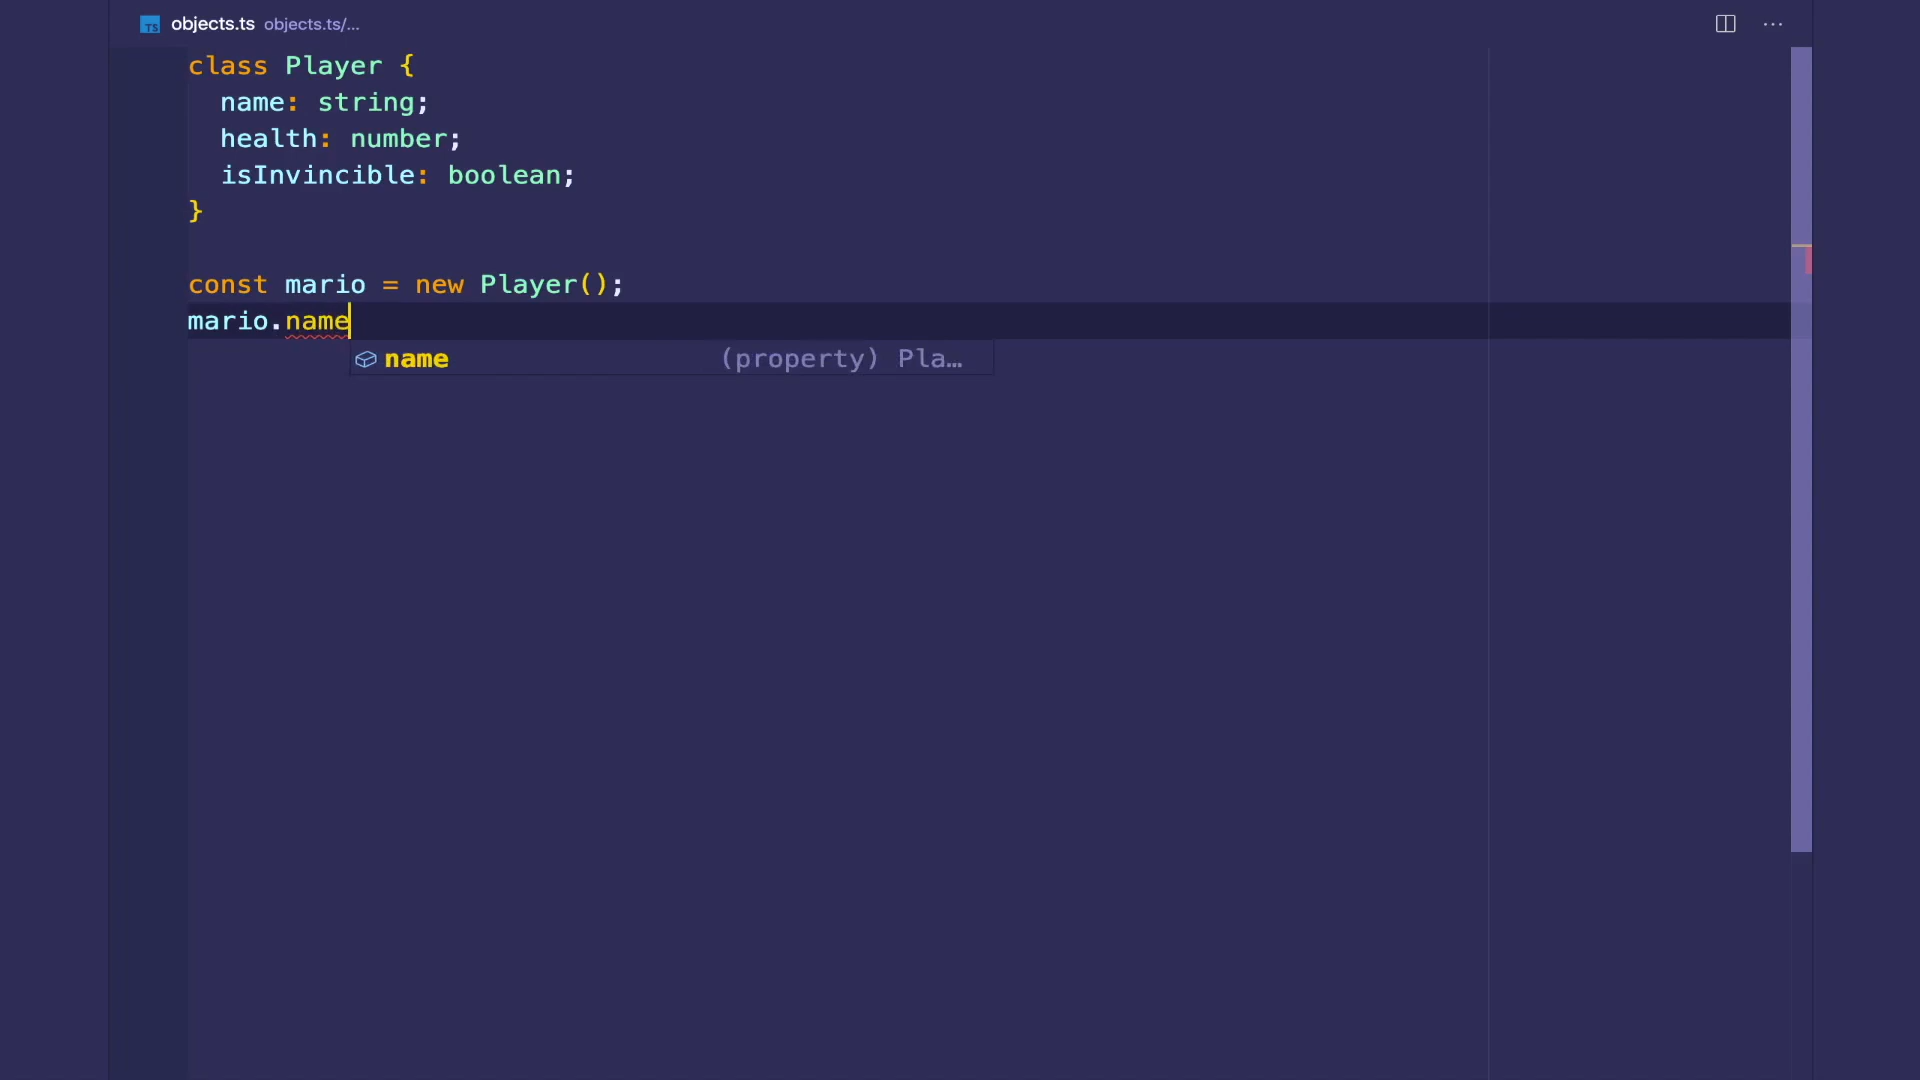 TS objects.ts objects.ts/...
class Player {
  name: string;
  health: number;
  isInvincible: boolean;
}
const mario = new Player();
mario.name
name (property) Pla…